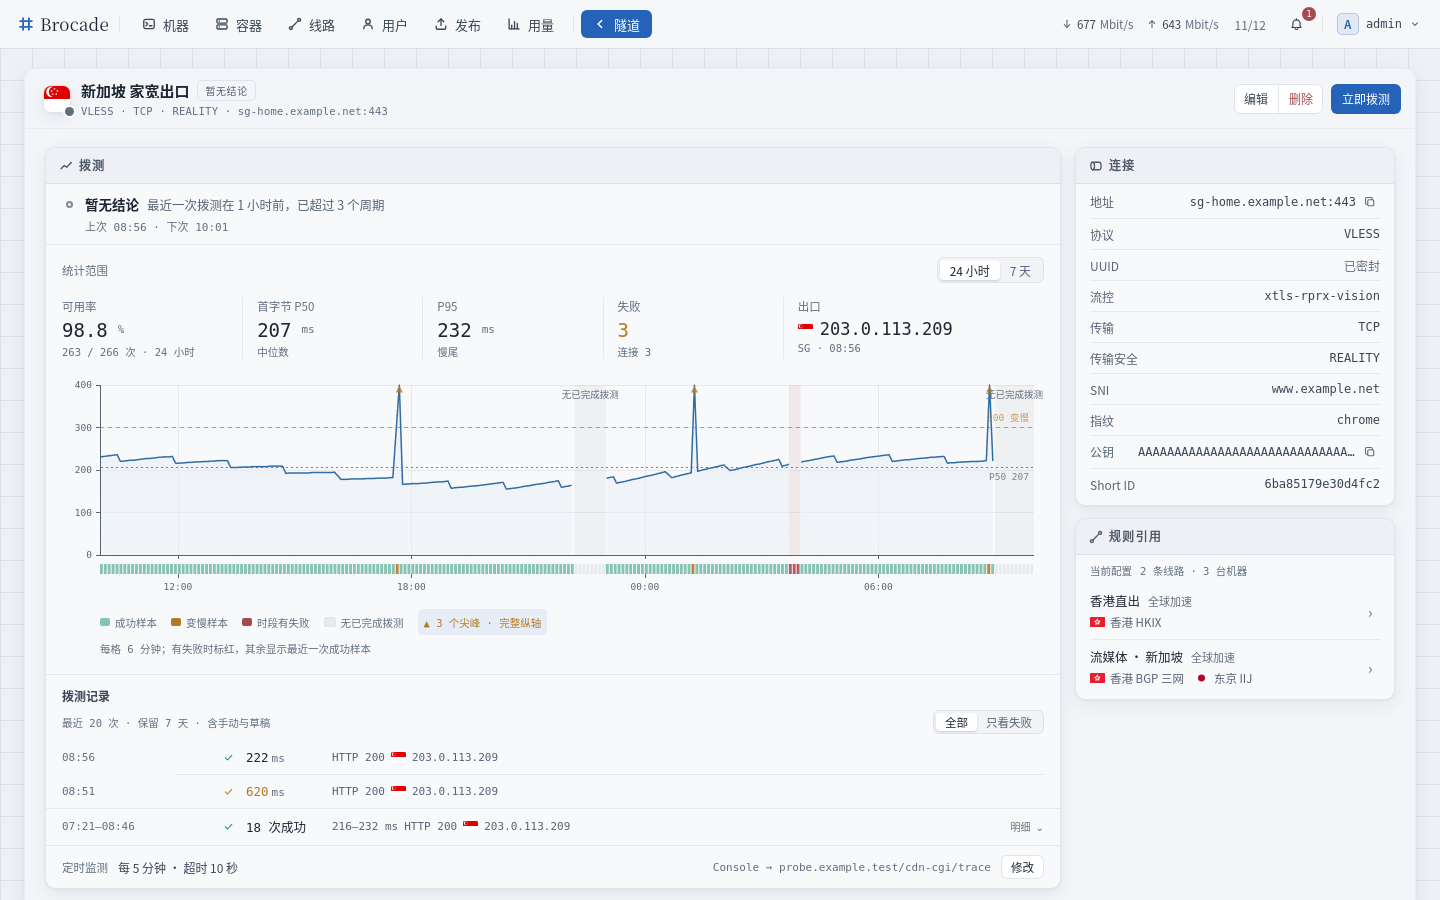 Brocade 机器 容器 线路 用户 发布 用量 隧道 677 Mbit/s 643 Mbit/s 11/12 1 A admin
新加坡 家宽出口 暂无结论
VLESS · TCP · REALITY · sg-home.example.net:443
编辑 删除 立即拨测
拨测
暂无结论 最近一次拨测在 1 小时前，已超过 3 个周期
上次 08:56 · 下次 10:01
统计范围 24 小时 7 天
可用率 首字节 P50 P95 失败 出口
98.8 % 207 ms 232 ms 3 203.0.113.209
263 / 266 次 · 24 小时 中位数 慢尾 连接 3 SG · 08:56
400
无已完成拨测 无已完成拨测
300 变慢
300
200
P50 207
100
0
12:00 18:00 00:00 06:00
成功样本 变慢样本 时段有失败 无已完成拨测 ▲ 3 个尖峰 · 完整纵轴
每格 6 分钟；有失败时标红，其余显示最近一次成功样本
拨测记录
最近 20 次 · 保留 7 天 · 含手动与草稿 全部 只看失败
08:56 222 ms HTTP 200 203.0.113.209
08:51 620 ms HTTP 200 203.0.113.209
07:21–08:46 18 次成功 216–232 ms HTTP 200 203.0.113.209 明细
定时监测 每 5 分钟 · 超时 10 秒 Console → probe.example.test/cdn-cgi/trace 修改
连接
地址 sg-home.example.net:443
协议 VLESS
UUID 已密封
流控 xtls-rprx-vision
传输 TCP
传输安全 REALITY
SNI www.example.net
指纹 chrome
公钥 AAAAAAAAAAAAAAAAAAAAAAAAAAAAAA…
Short ID 6ba85179e30d4fc2
规则引用
当前配置 2 条线路 · 3 台机器
香港直出 全球加速
香港 HKIX
流媒体 · 新加坡 全球加速
香港 BGP 三网 东京 IIJ